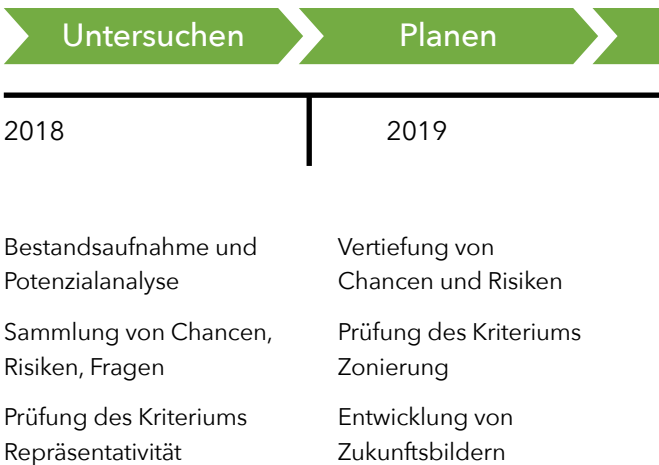 Untersuchen
Planen
2018
2019
Bestandsaufnahme und
Potenzialanalyse
Sammlung von Chancen,
Risiken, Fragen
Prüfung des Kriteriums
Repräsentativität
Vertiefung von
Chancen und Risiken
Prüfung des Kriteriums
Zonierung
Entwicklung von
Zukunftsbildern